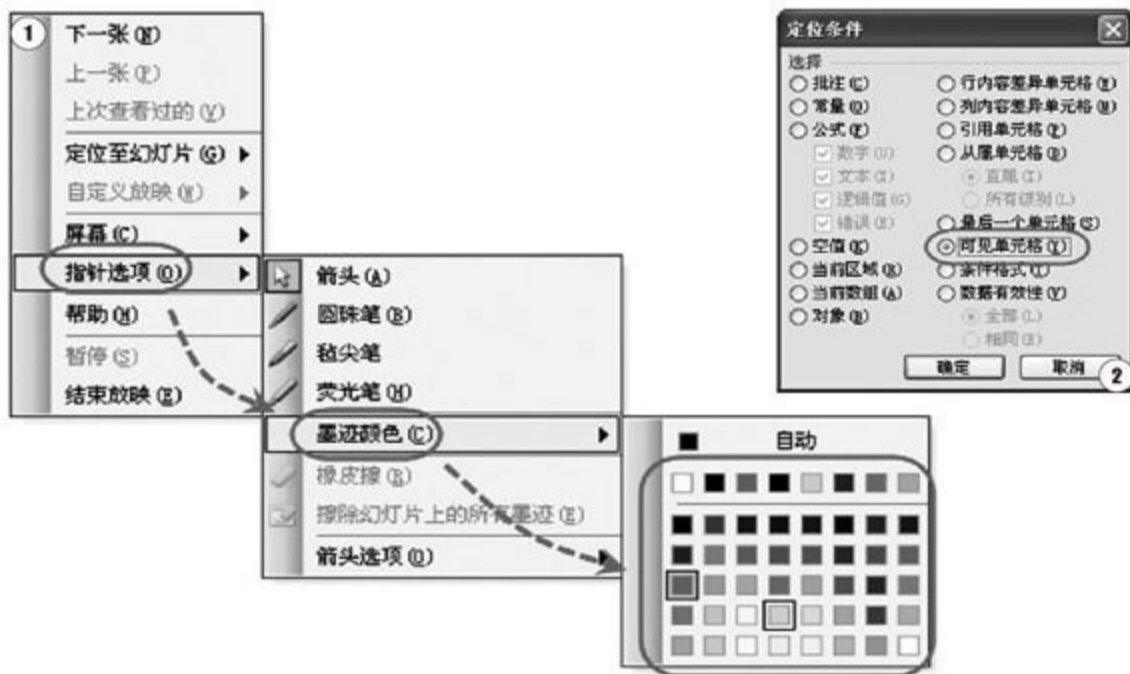 1
下一张(N)
上一张(P)
上次查看过的(V)
定位至幻灯片(G)
自定义放映(W)
屏幕(C)
指针选项(O)
帮助(H)
暂停(S)
结束放映(E)
箭头(A)
圆珠笔(B)
毡尖笔
荧光笔(H)
墨迹颜色(C)
橡皮擦(R)
擦除幻灯片上的所有墨迹(E)
箭头选项(O)
自动
定位条件
选择
批注(C)
常量(O)
公式(F)
数字(U)
文本(X)
逻辑值(G)
错误(E)
空值(K)
当前区域(R)
当前数组(A)
对象(B)
行内容差异单元格(W)
列内容差异单元格(M)
引用单元格(P)
从属单元格(D)
直属(I)
所有级别(L)
最后一个单元格(S)
可见单元格(Y)
条件格式(T)
数据有效性(V)
全部(L)
相同(E)
确定
取消
2